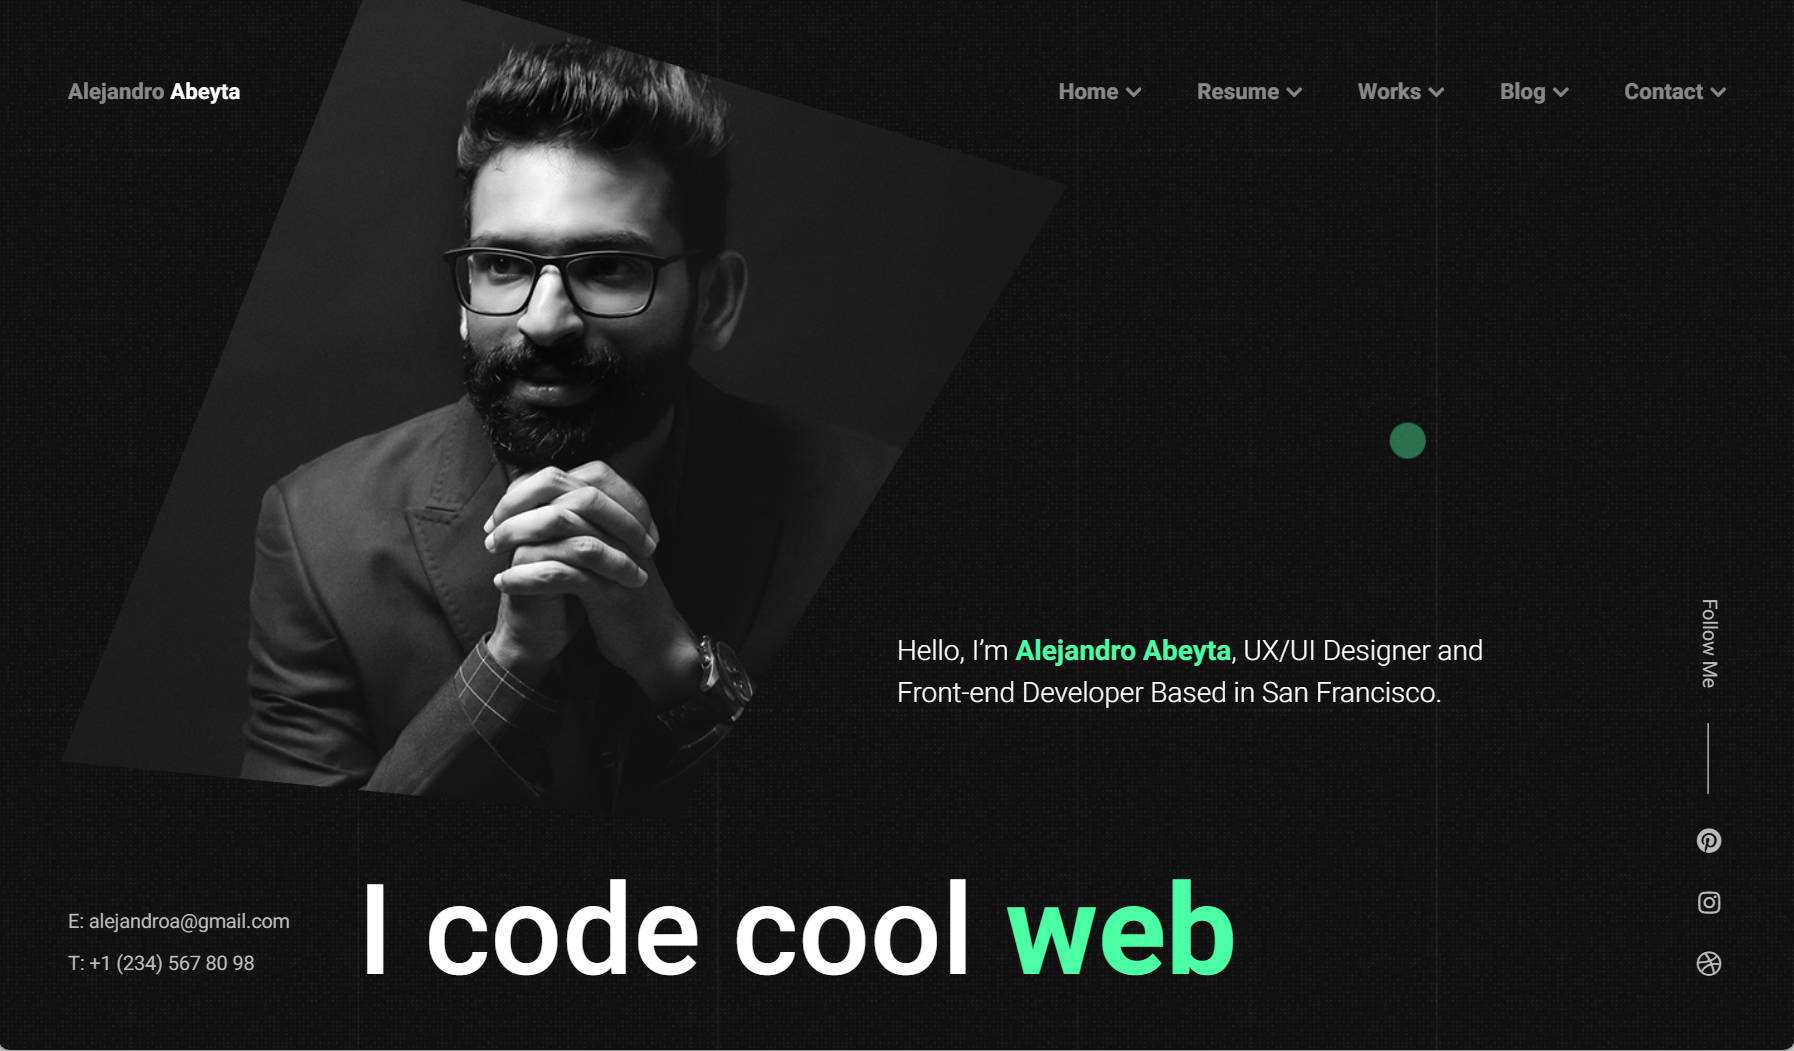 Alejandro Abeyta
Home
Resume
Works
Blog
Contact
Hello, I’m Alejandro Abeyta, UX/UI Designer and
Front-end Developer Based in San Francisco.
Follow Me
E: alejandroa@gmail.com
T: +1 (234) 567 80 98
I code cool web